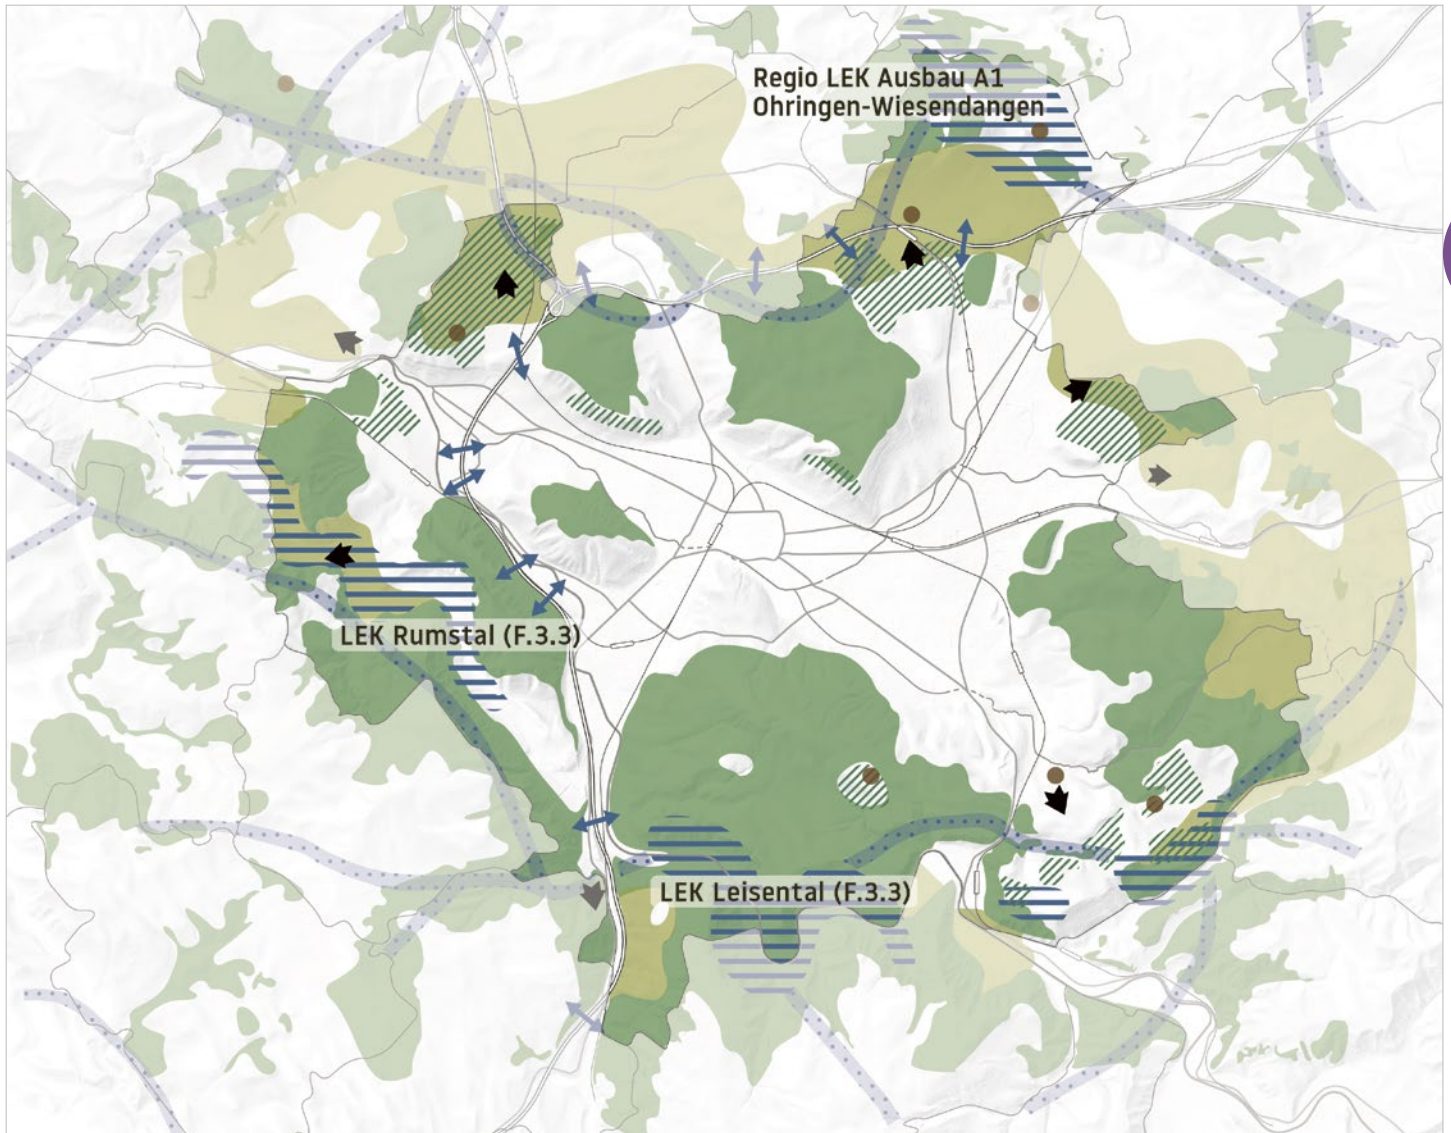 Regio LEK Ausbau A1
Ohringen-Wiesendangen
LEK Rumstal (F.3.3)
LEK Leisental (F.3.3)